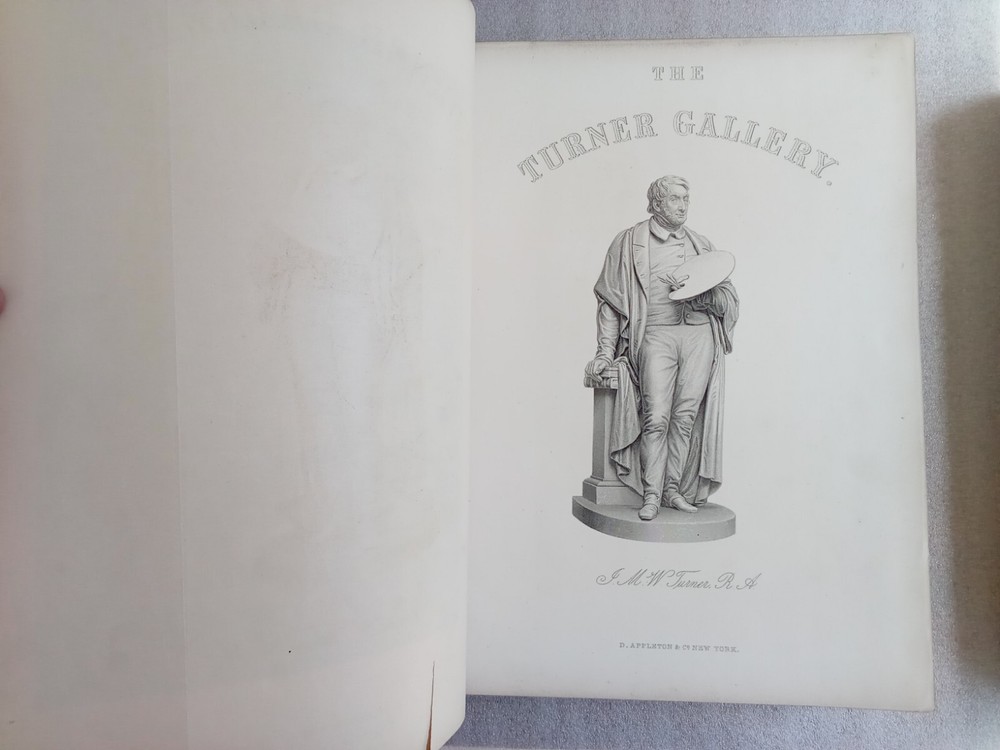 THE
TURNER GALLERY.
J. M. W. Turner. R. A
D. APPLETON & Co. NEW YORK.